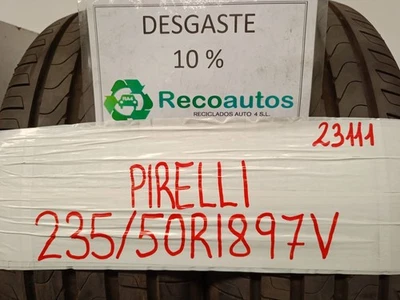 DESGASTE
10 %
Recoautos
RECICLADOS AUTO 4 S.L.
23111
PIRELLI
235/50R1897V